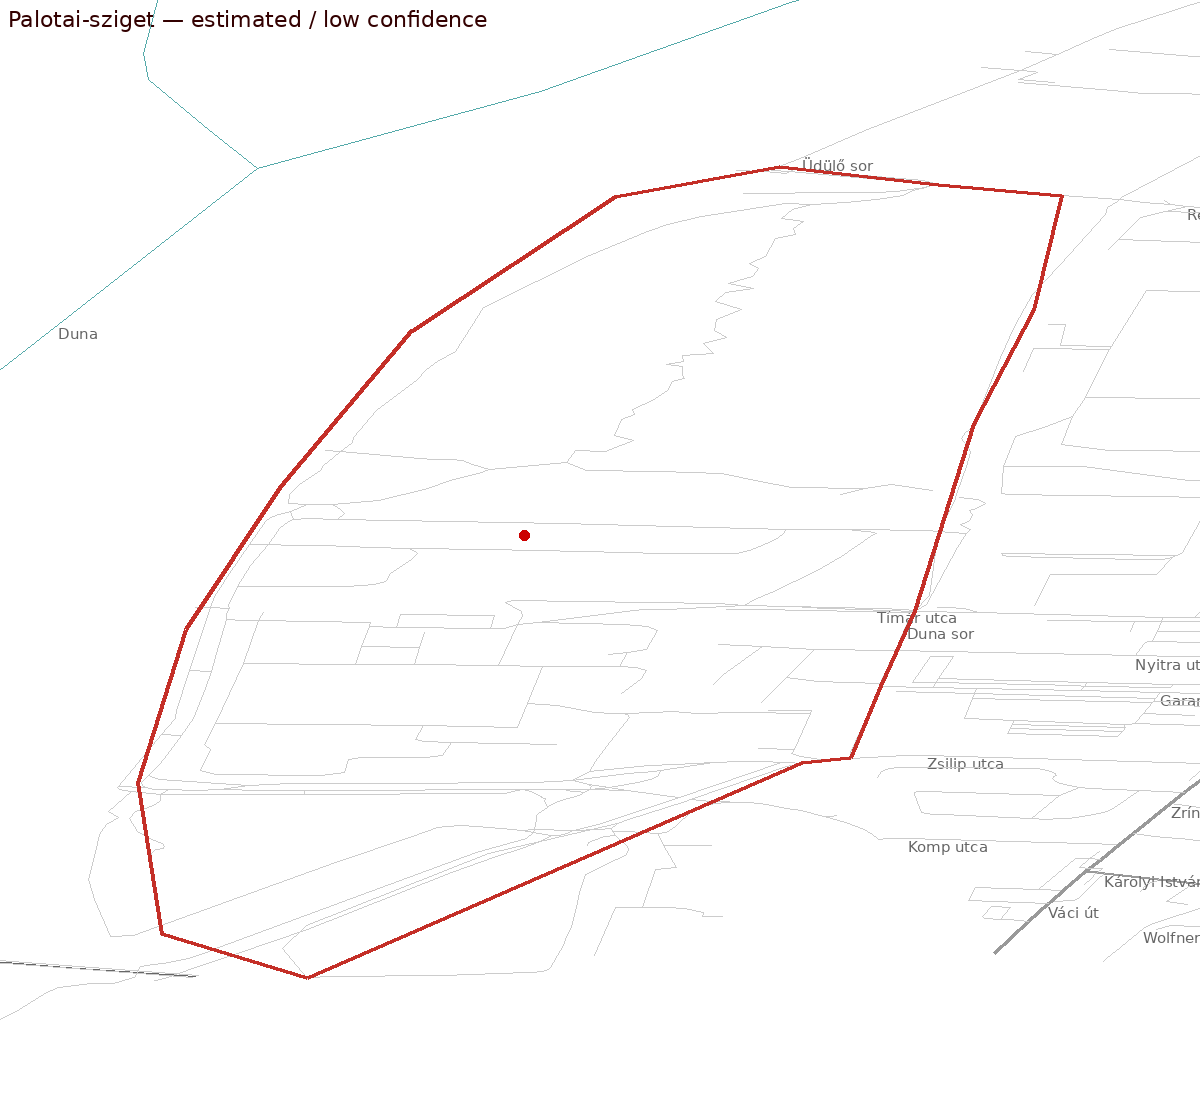 Palotai-sziget — estimated / low confidence
Üdülő sor
Duna
Tímár utca
Duna sor
Nyitra ut
Garar
Zsilip utca
Komp utca
Károlyi István
Váci út
Wolfner